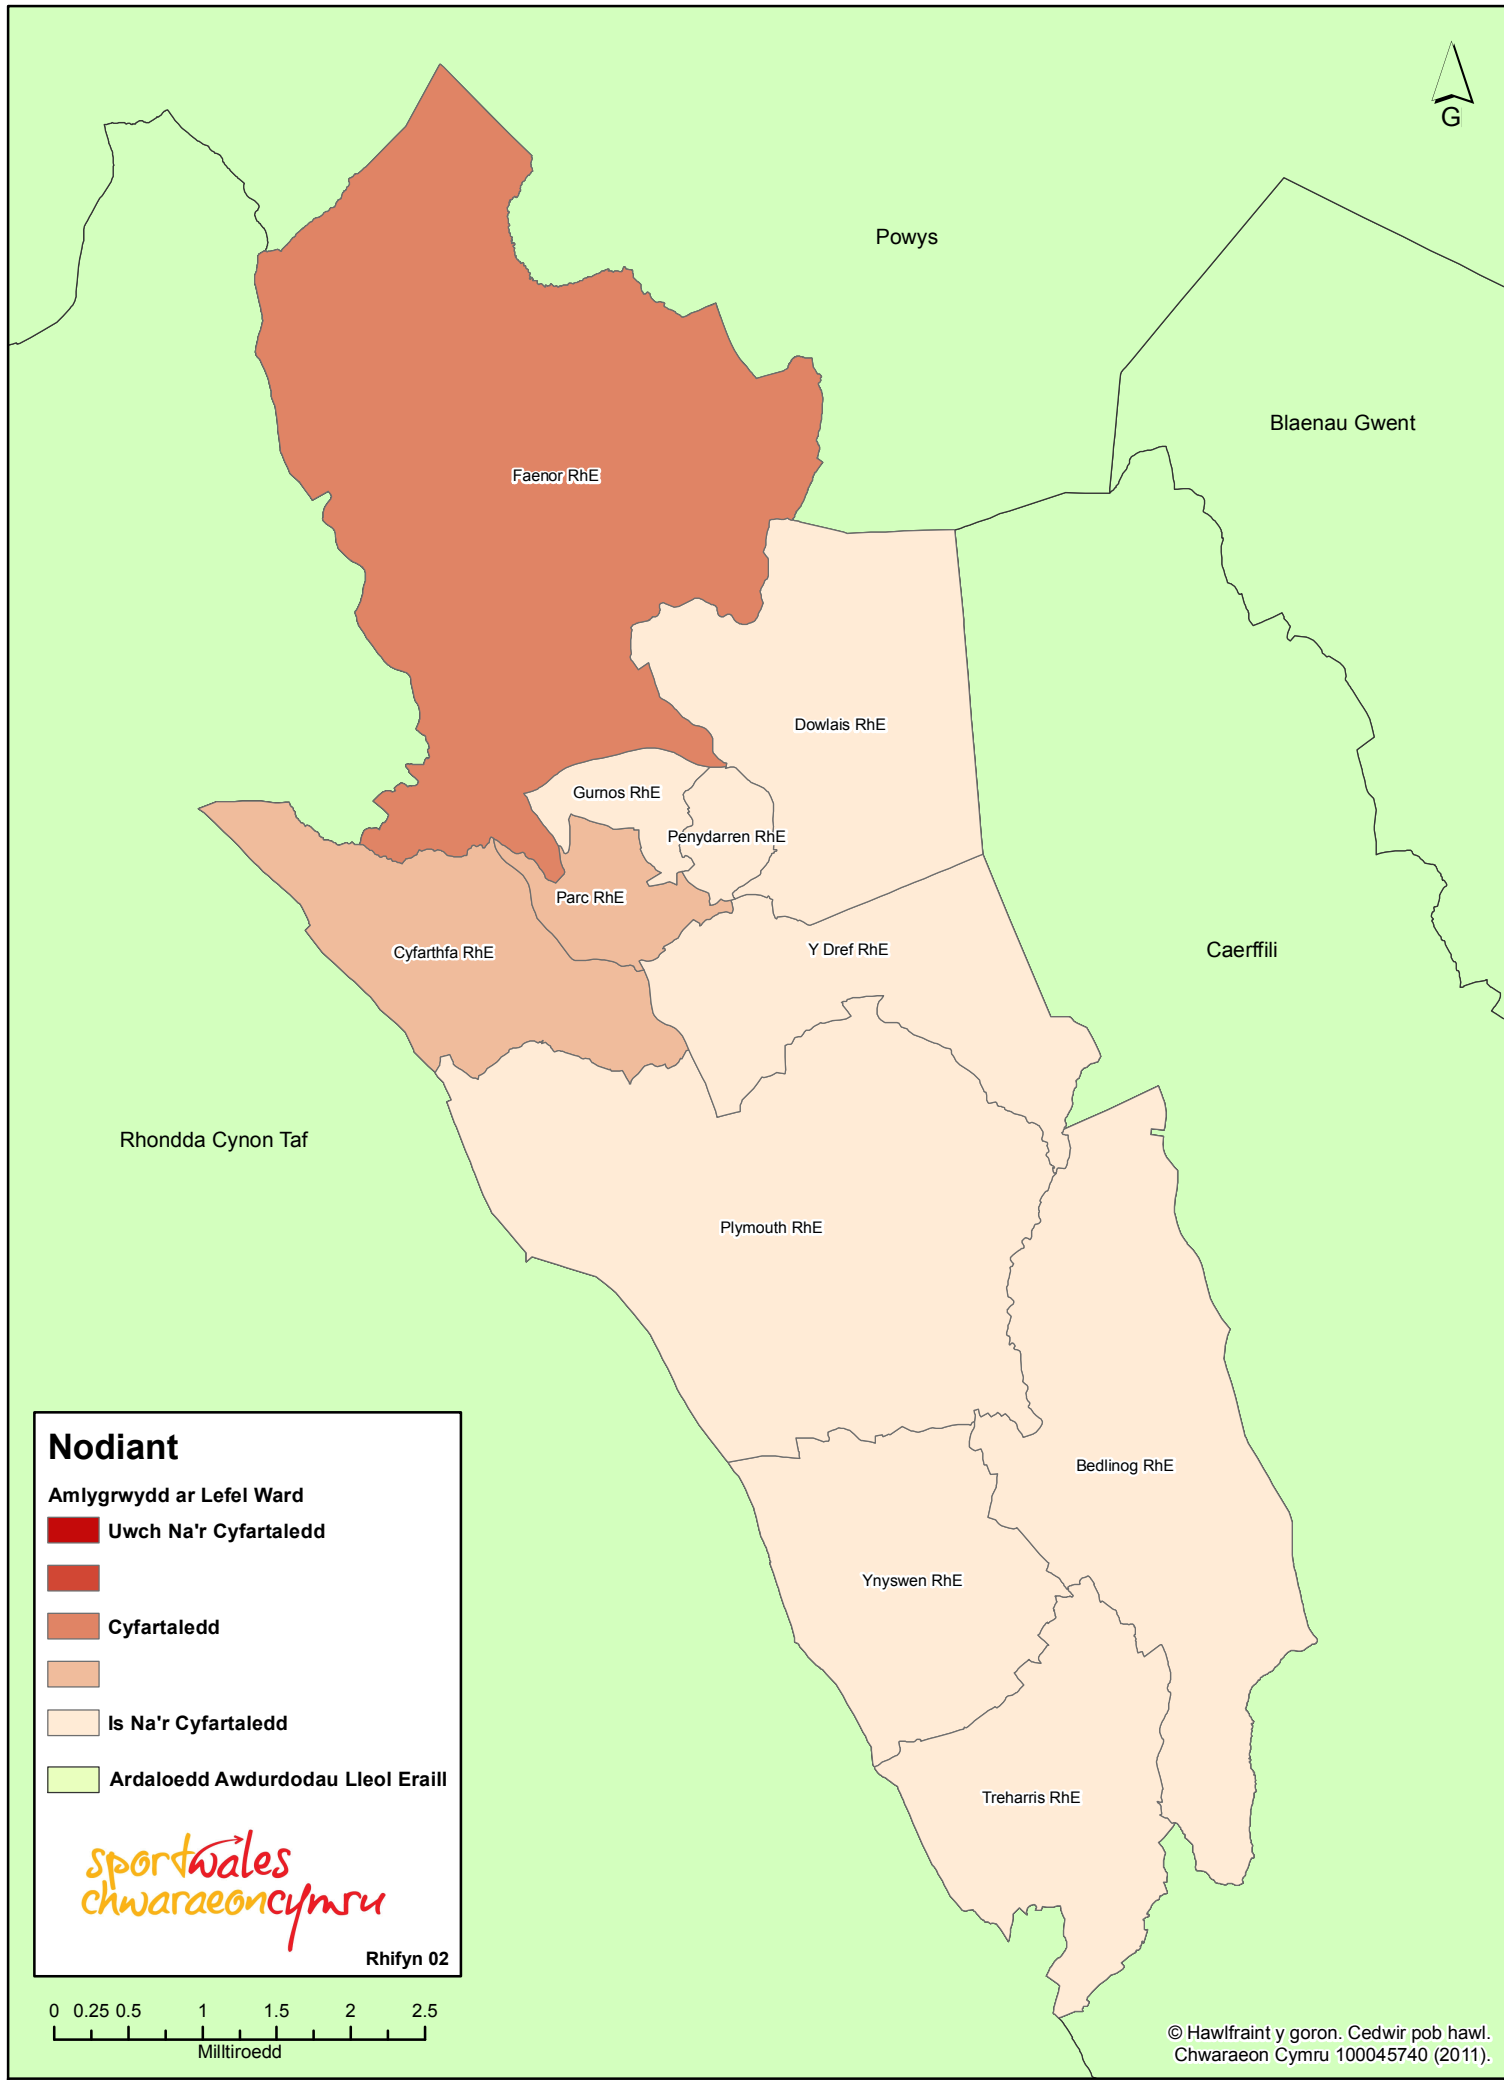 G
Powys
Blaenau Gwent
Faenor RhE
Dowlais RhE
Gurnos RhE
Penydarren RhE
Parc RhE
Cyfarthfa RhE
Y Dref RhE
Caerffili
Rhondda Cynon Taf
Plymouth RhE
Bedlinog RhE
Ynyswen RhE
Treharris RhE
Nodiant
Amlygrwydd ar Lefel Ward
Uwch Na'r Cyfartaledd
Cyfartaledd
Is Na'r Cyfartaledd
Ardaloedd Awdurdodau Lleol Eraill
sportwales
chwaraeoncymru
Rhifyn 02
0 0.25 0.5 1 1.5 2 2.5
Milltiroedd
© Hawlfraint y goron. Cedwir pob hawl.
Chwaraeon Cymru 100045740 (2011).